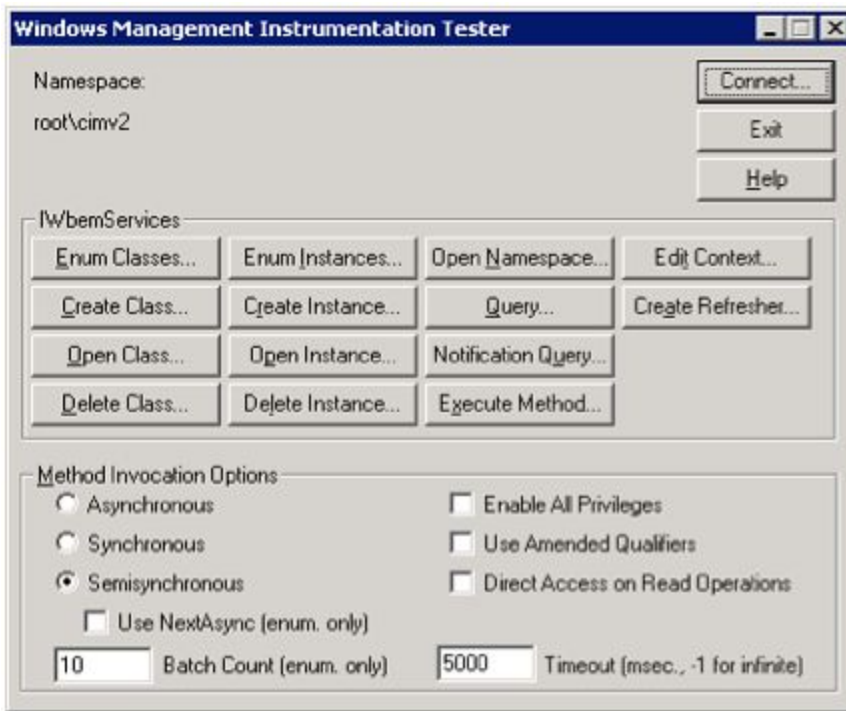 Windows Management Instrumentation Tester
Namespace:
Connect...
root\cimv2
Exit
Help
IWbemServices
Enum Classes... Enum Instances... Open Namespace... Edit Context...
Create Class... Create Instance... Query... Create Refresher...
Open Class... Open Instance... Notification Query...
Delete Class... Delete Instance... Execute Method...
Method Invocation Options
Asynchronous Enable All Privileges
Synchronous Use Amended Qualifiers
Semisynchronous Direct Access on Read Operations
Use NextAsync (enum. only)
10 Batch Count (enum. only) 5000 Timeout (msec., -1 for infinite)